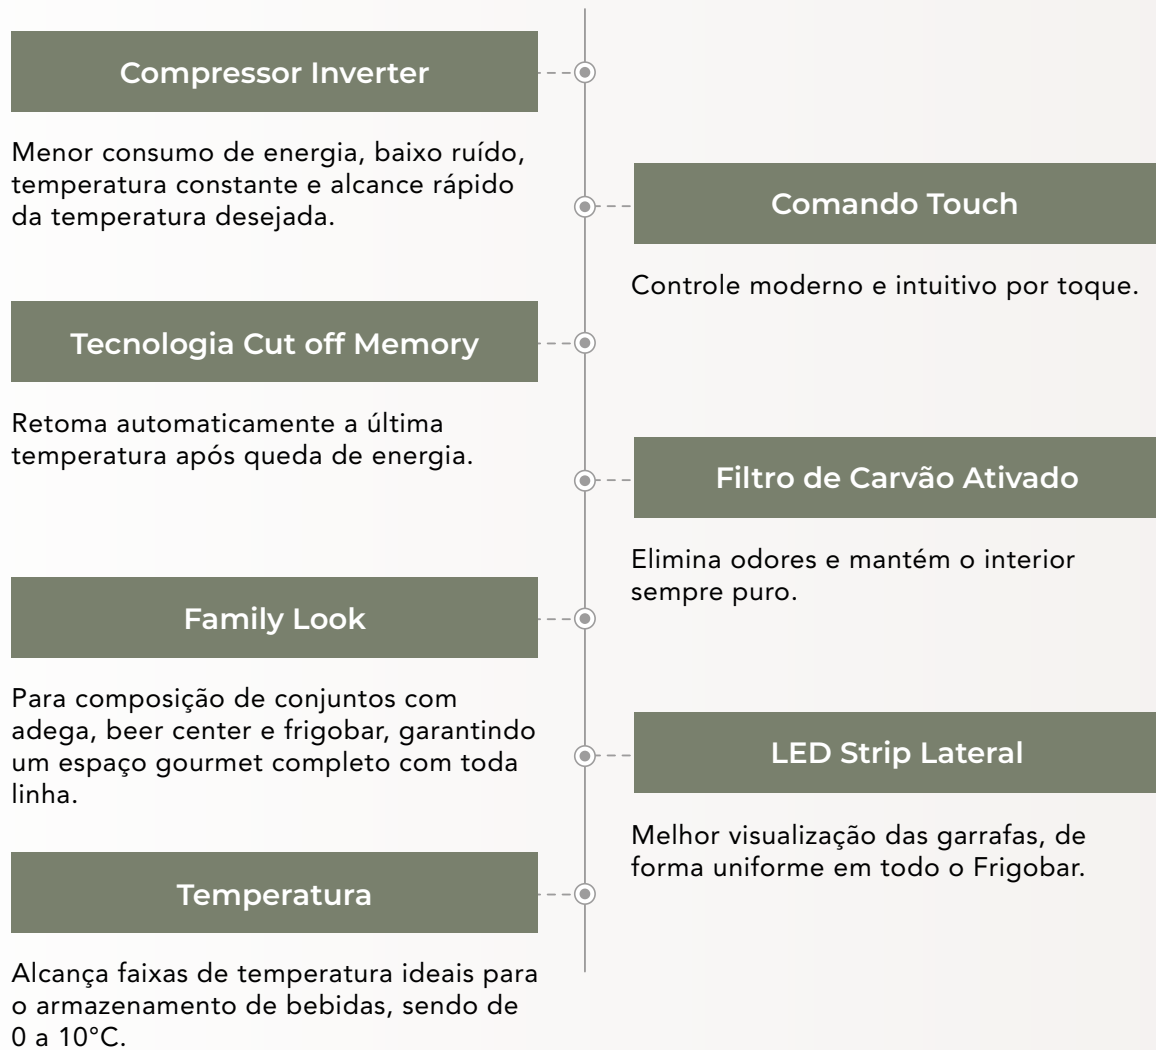 Compressor Inverter
Menor consumo de energia, baixo ruído,
temperatura constante e alcance rápido
da temperatura desejada.
Comando Touch
Controle moderno e intuitivo por toque.
Tecnologia Cut off Memory
Retoma automaticamente a última
temperatura após queda de energia.
Filtro de Carvão Ativado
Elimina odores e mantém o interior
sempre puro.
Family Look
Para composição de conjuntos com
adega, beer center e frigobar, garantindo
um espaço gourmet completo com toda
linha.
LED Strip Lateral
Melhor visualização das garrafas, de
forma uniforme em todo o Frigobar.
Temperatura
Alcança faixas de temperatura ideais para
o armazenamento de bebidas, sendo de
0 a 10°C.